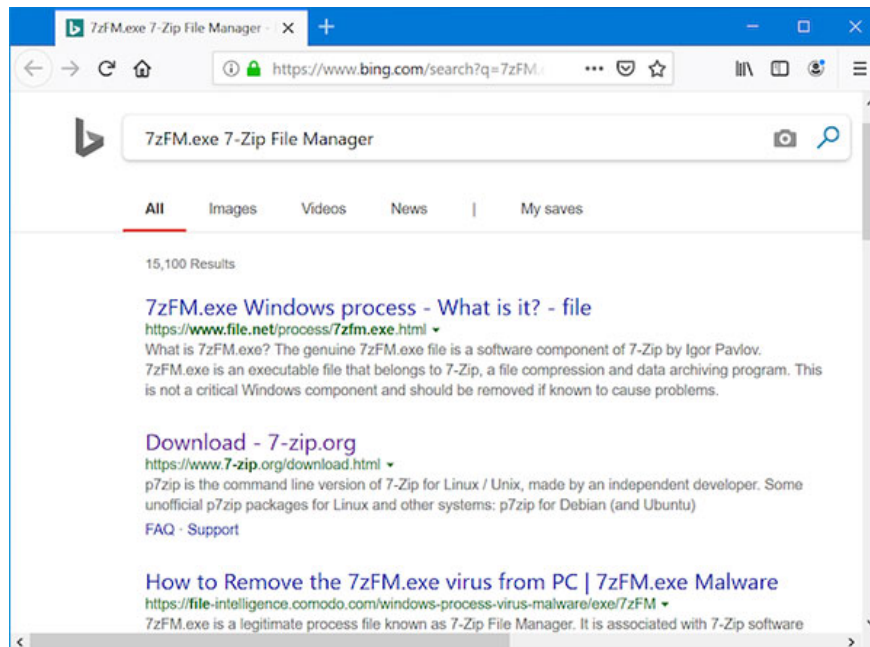 7zFM.exe 7-Zip File Manager -
https://www.bing.com/search?q=7zFM.
7zFM.exe 7-Zip File Manager
All Images Videos News | My saves
15,100 Results
7zFM.exe Windows process - What is it? - file
https://www.file.net/process/7zfm.exe.html
What is 7zFM.exe? The genuine 7zFM.exe file is a software component of 7-Zip by Igor Pavlov.
7zFM.exe is an executable file that belongs to 7-Zip, a file compression and data archiving program. This
is not a critical Windows component and should be removed if known to cause problems.
Download - 7-zip.org
https://www.7-zip.org/download.html
p7zip is the command line version of 7-Zip for Linux / Unix, made by an independent developer. Some
unofficial p7zip packages for Linux and other systems: p7zip for Debian (and Ubuntu)
FAQ · Support
How to Remove the 7zFM.exe virus from PC | 7zFM.exe Malware
https://file-intelligence.comodo.com/windows-process-virus-malware/exe/7zFM
7zFM.exe is a legitimate process file known as 7-Zip File Manager. It is associated with 7-Zip software